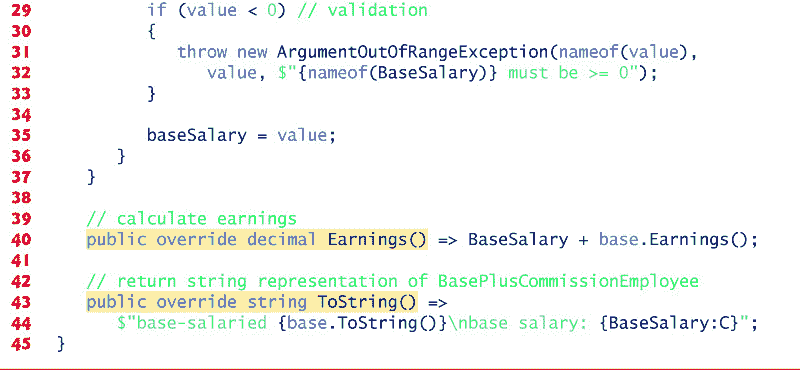 29 if (value < 0) // validation
30 {
31 throw new ArgumentOutOfRangeException(nameof(value),
32 value, $"{nameof(BaseSalary)} must be >= 0");
33 }
34
35 baseSalary = value;
36 }
37 }
38
39 // calculate earnings
40 public override decimal Earnings() => BaseSalary + base.Earnings();
41
42 // return string representation of BasePlusCommissionEmployee
43 public override string ToString() =>
44 $"base-salaried {base.ToString()}\nbase salary: {BaseSalary:C}";
45 }